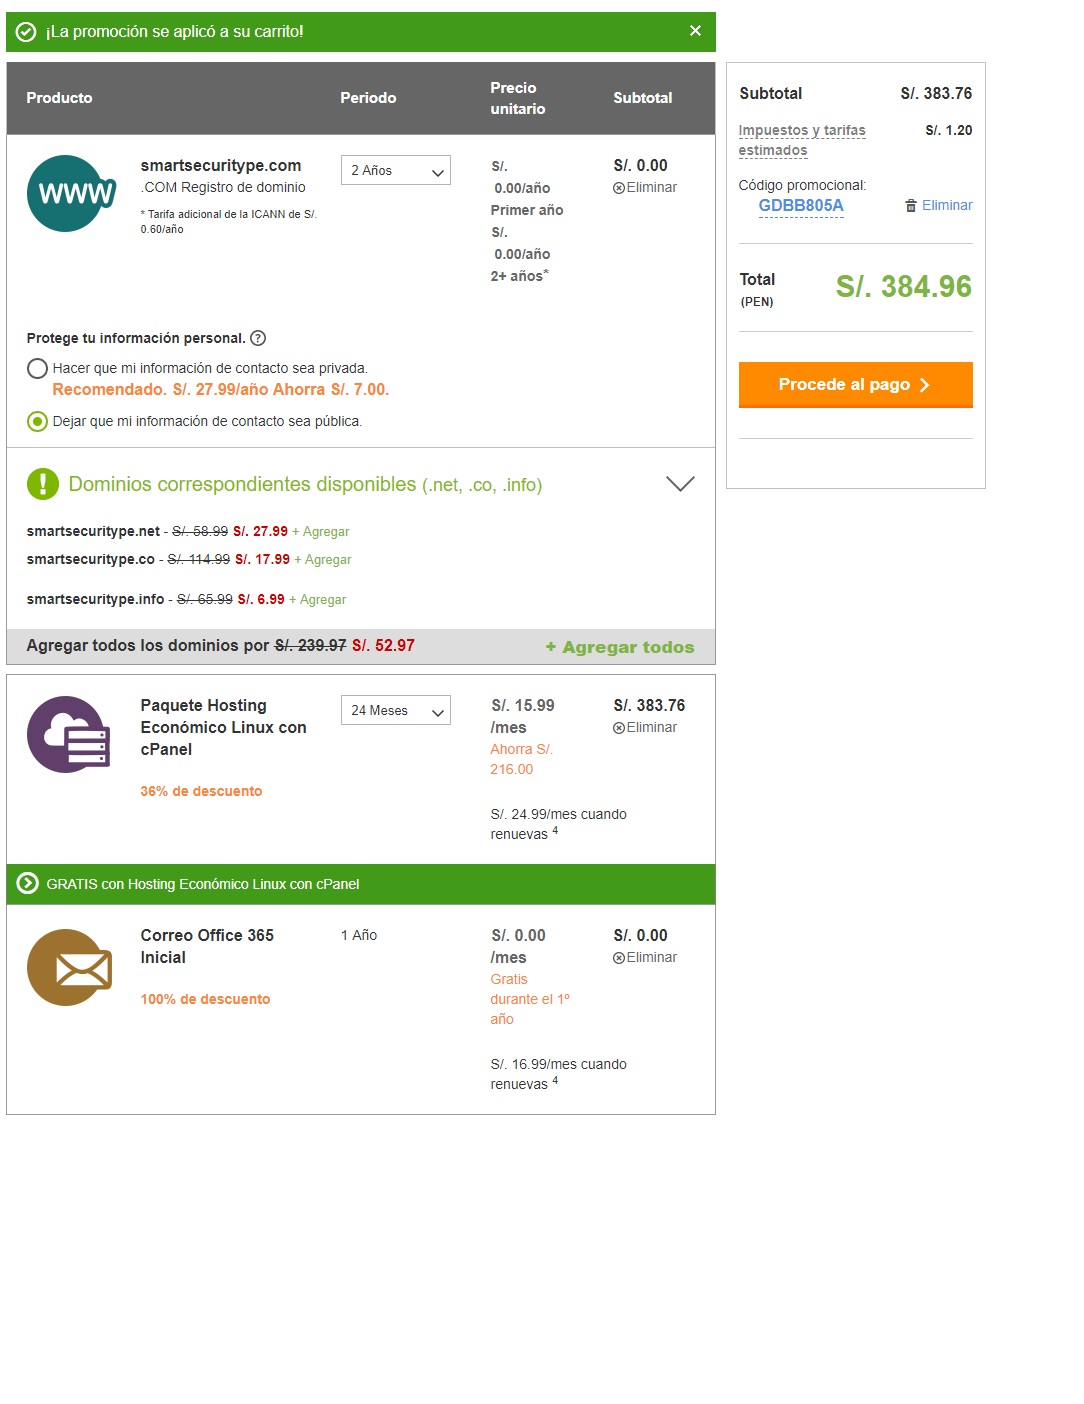 ¡La promoción se aplicó a su carrito!
Producto
Periodo
Precio
unitario
Subtotal
www
smartsecuritype.com
.COM Registro de dominio
* Tarifa adicional de la ICANN de S/.
0.60/año
2 Años
S/.
0.00/año
Primer año
S/.
0.00/año
2+ años*
S/. 0.00
Eliminar
Protege tu información personal. ?
Hacer que mi información de contacto sea privada.
Recomendado. S/. 27.99/año Ahorra S/. 7.00.
Dejar que mi información de contacto sea pública.
! Dominios correspondientes disponibles (.net, .co, .info)
smartsecuritype.net - S/. 58.99 S/. 27.99 + Agregar
smartsecuritype.co - S/. 114.99 S/. 17.99 + Agregar
smartsecuritype.info - S/. 65.99 S/. 6.99 + Agregar
Agregar todos los dominios por S/. 239.97 S/. 52.97 + Agregar todos
Paquete Hosting
Económico Linux con
cPanel
36% de descuento
24 Meses
S/. 15.99
/mes
Ahorra S/.
216.00
S/. 24.99/mes cuando
renuevas 4
S/. 383.76
Eliminar
GRATIS con Hosting Económico Linux con cPanel
Correo Office 365
Inicial
100% de descuento
1 Año
S/. 0.00
/mes
Gratis
durante el 1º
año
S/. 16.99/mes cuando
renuevas 4
S/. 0.00
Eliminar
Subtotal S/. 383.76
Impuestos y tarifas
estimados
S/. 1.20
Código promocional:
GDBB805A Eliminar
Total
(PEN)
S/. 384.96
Procede al pago